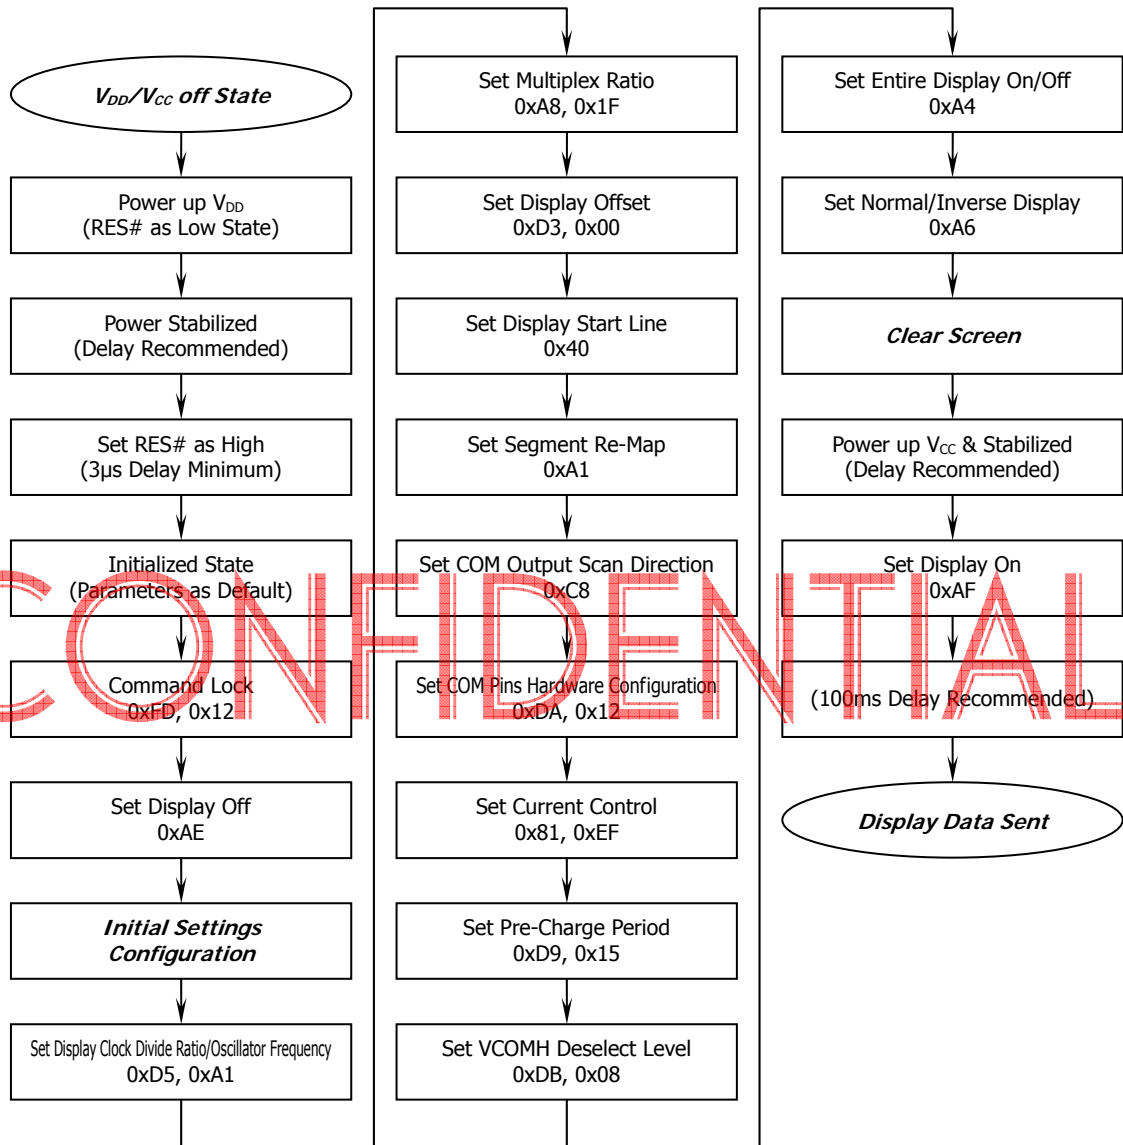 V_DD/V_CC off State
Power up V_DD
(RES# as Low State)
Power Stabilized
(Delay Recommended)
Set RES# as High
(3μs Delay Minimum)
Initialized State
(Parameters as Default)
Command Lock
0xFD, 0x12
Set Display Off
0xAE
Initial Settings
Configuration
Set Display Clock Divide Ratio/Oscillator Frequency
0xD5, 0xA1
Set Multiplex Ratio
0xA8, 0x1F
Set Display Offset
0xD3, 0x00
Set Display Start Line
0x40
Set Segment Re-Map
0xA1
Set COM Output Scan Direction
0xC8
Set COM Pins Hardware Configuration
0xDA, 0x12
Set Current Control
0x81, 0xEF
Set Pre-Charge Period
0xD9, 0x15
Set VCOMH Deselect Level
0xDB, 0x08
Set Entire Display On/Off
0xA4
Set Normal/Inverse Display
0xA6
Clear Screen
Power up V_CC & Stabilized
(Delay Recommended)
Set Display On
0xAF
(100ms Delay Recommended)
Display Data Sent
CONFIDENTIAL